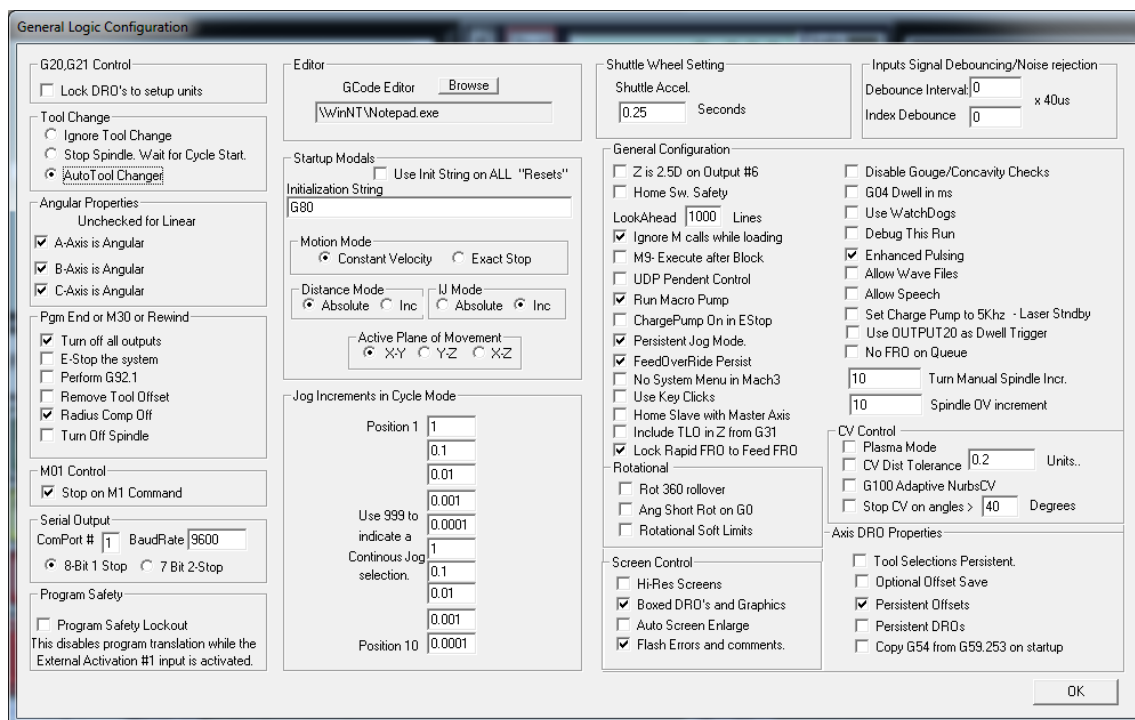 General Logic Configuration
G20,G21 Control
Lock DRO's to setup units
Tool Change
Ignore Tool Change
Stop Spindle. Wait for Cycle Start.
AutoTool Changer
Angular Properties
Unchecked for Linear
A-Axis is Angular
B-Axis is Angular
C-Axis is Angular
Pgm End or M30 or Rewind
Turn off all outputs
E-Stop the system
Perform G92.1
Remove Tool Offset
Radius Comp Off
Turn Off Spindle
M01 Control
Stop on M1 Command
Serial Output
ComPort # 1 BaudRate 9600
8-Bit 1 Stop 7 Bit 2-Stop
Program Safety
Program Safety Lockout
This disables program translation while the
External Activation #1 input is activated.
Editor
GCode Editor Browse
\WinNT\Notepad.exe
Startup Modals
Use Init String on ALL "Resets"
Initialization String
G80
Motion Mode
Constant Velocity Exact Stop
Distance Mode
Absolute Inc
IJ Mode
Absolute Inc
Active Plane of Movement
X-Y Y-Z X-Z
Jog Increments in Cycle Mode
Position 1 1
0.1
0.01
0.001
Use 999 to 0.0001
indicate a
Continous Jog 1
selection. 0.1
0.01
0.001
Position 10 0.0001
Shuttle Wheel Setting
Shuttle Accel.
0.25 Seconds
Inputs Signal Debouncing/Noise rejection
Debounce Interval: 0 x 40us
Index Debounce 0
General Configuration
Z is 2.5D on Output #6
Home Sw. Safety
LookAhead 1000 Lines
Ignore M calls while loading
M9- Execute after Block
UDP Pendent Control
Run Macro Pump
ChargePump On in EStop
Persistent Jog Mode.
FeedOverRide Persist
No System Menu in Mach3
Use Key Clicks
Home Slave with Master Axis
Include TLO in Z from G31
Lock Rapid FRO to Feed FRO
Disable Gouge/Concavity Checks
G04 Dwell in ms
Use WatchDogs
Debug This Run
Enhanced Pulsing
Allow Wave Files
Allow Speech
Set Charge Pump to 5Khz - Laser Stndby
Use OUTPUT20 as Dwell Trigger
No FRO on Queue
10 Turn Manual Spindle Incr.
10 Spindle OV increment
Rotational
Rot 360 rollover
Ang Short Rot on G0
Rotational Soft Limits
Screen Control
Hi-Res Screens
Boxed DRO's and Graphics
Auto Screen Enlarge
Flash Errors and comments.
CV Control
Plasma Mode
CV Dist Tolerance 0.2 Units..
G100 Adaptive NurbsCV
Stop CV on angles > 40 Degrees
Axis DRO Properties
Tool Selections Persistent.
Optional Offset Save
Persistent Offsets
Persistent DROs
Copy G54 from G59.253 on startup
OK